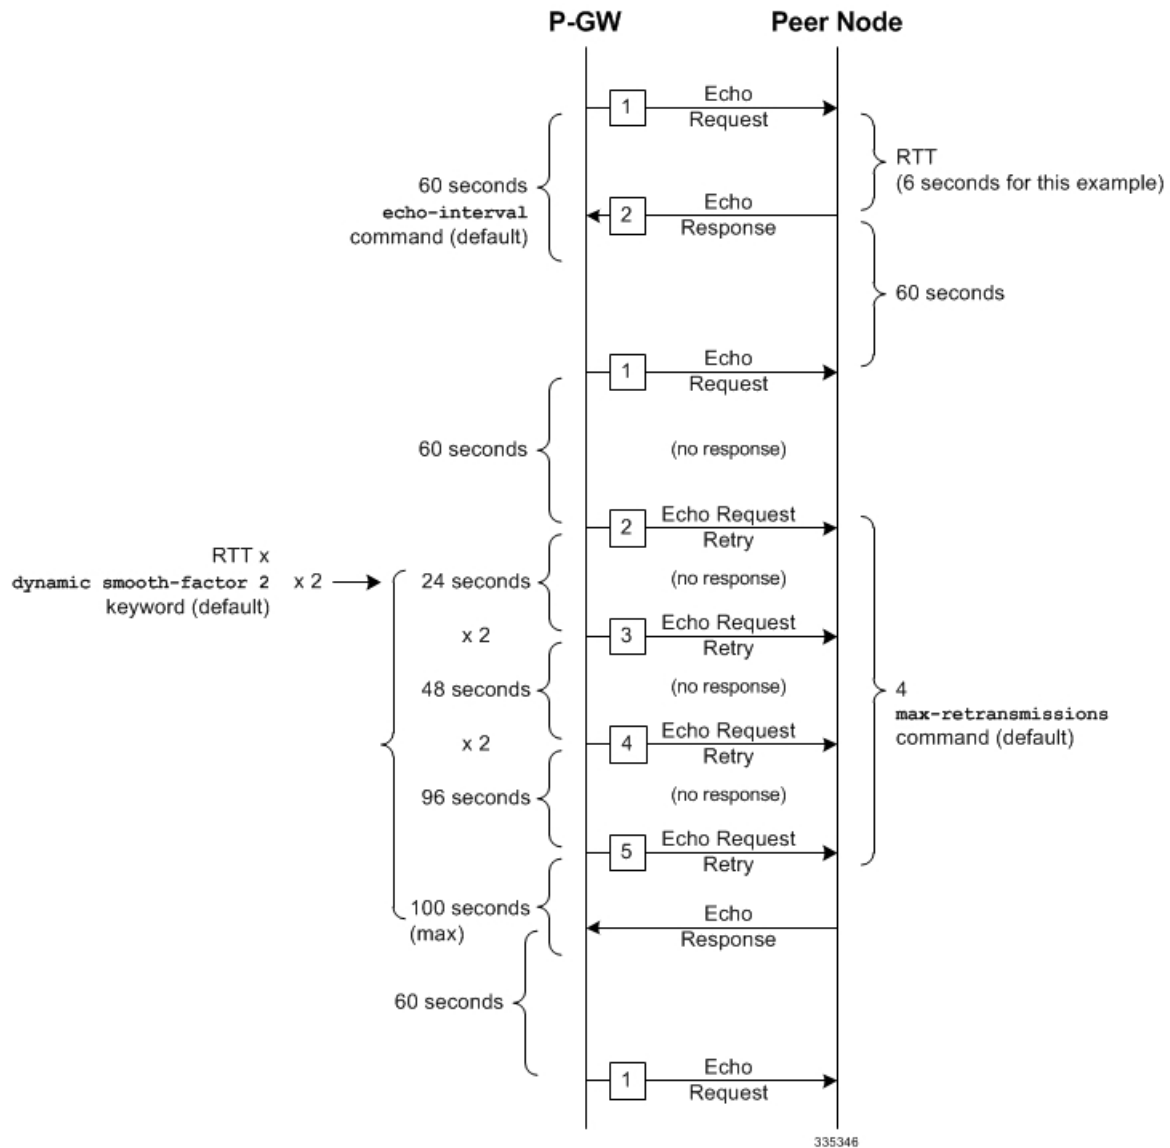 P-GW
Peer Node
1
Echo
Request
RTT
(6 seconds for this example)
60 seconds
echo-interval
command (default)
2
Echo
Response
60 seconds
1
Echo
Request
60 seconds
(no response)
2
Echo Request
Retry
RTT x
dynamic smooth-factor 2
keyword (default)
x 2
24 seconds
(no response)
x 2
3
Echo Request
Retry
48 seconds
(no response)
4
max-retransmissions
command (default)
x 2
4
Echo Request
Retry
96 seconds
(no response)
5
Echo Request
Retry
100 seconds
(max)
Echo
Response
60 seconds
1
Echo
Request
335346